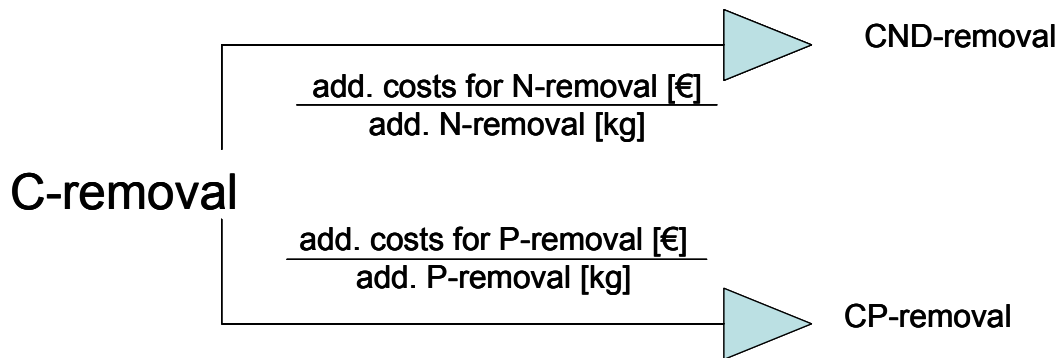 CND-removal
add. costs for N-removal [€]
add. N-removal [kg]
C-removal
add. costs for P-removal [€]
add. P-removal [kg]
CP-removal